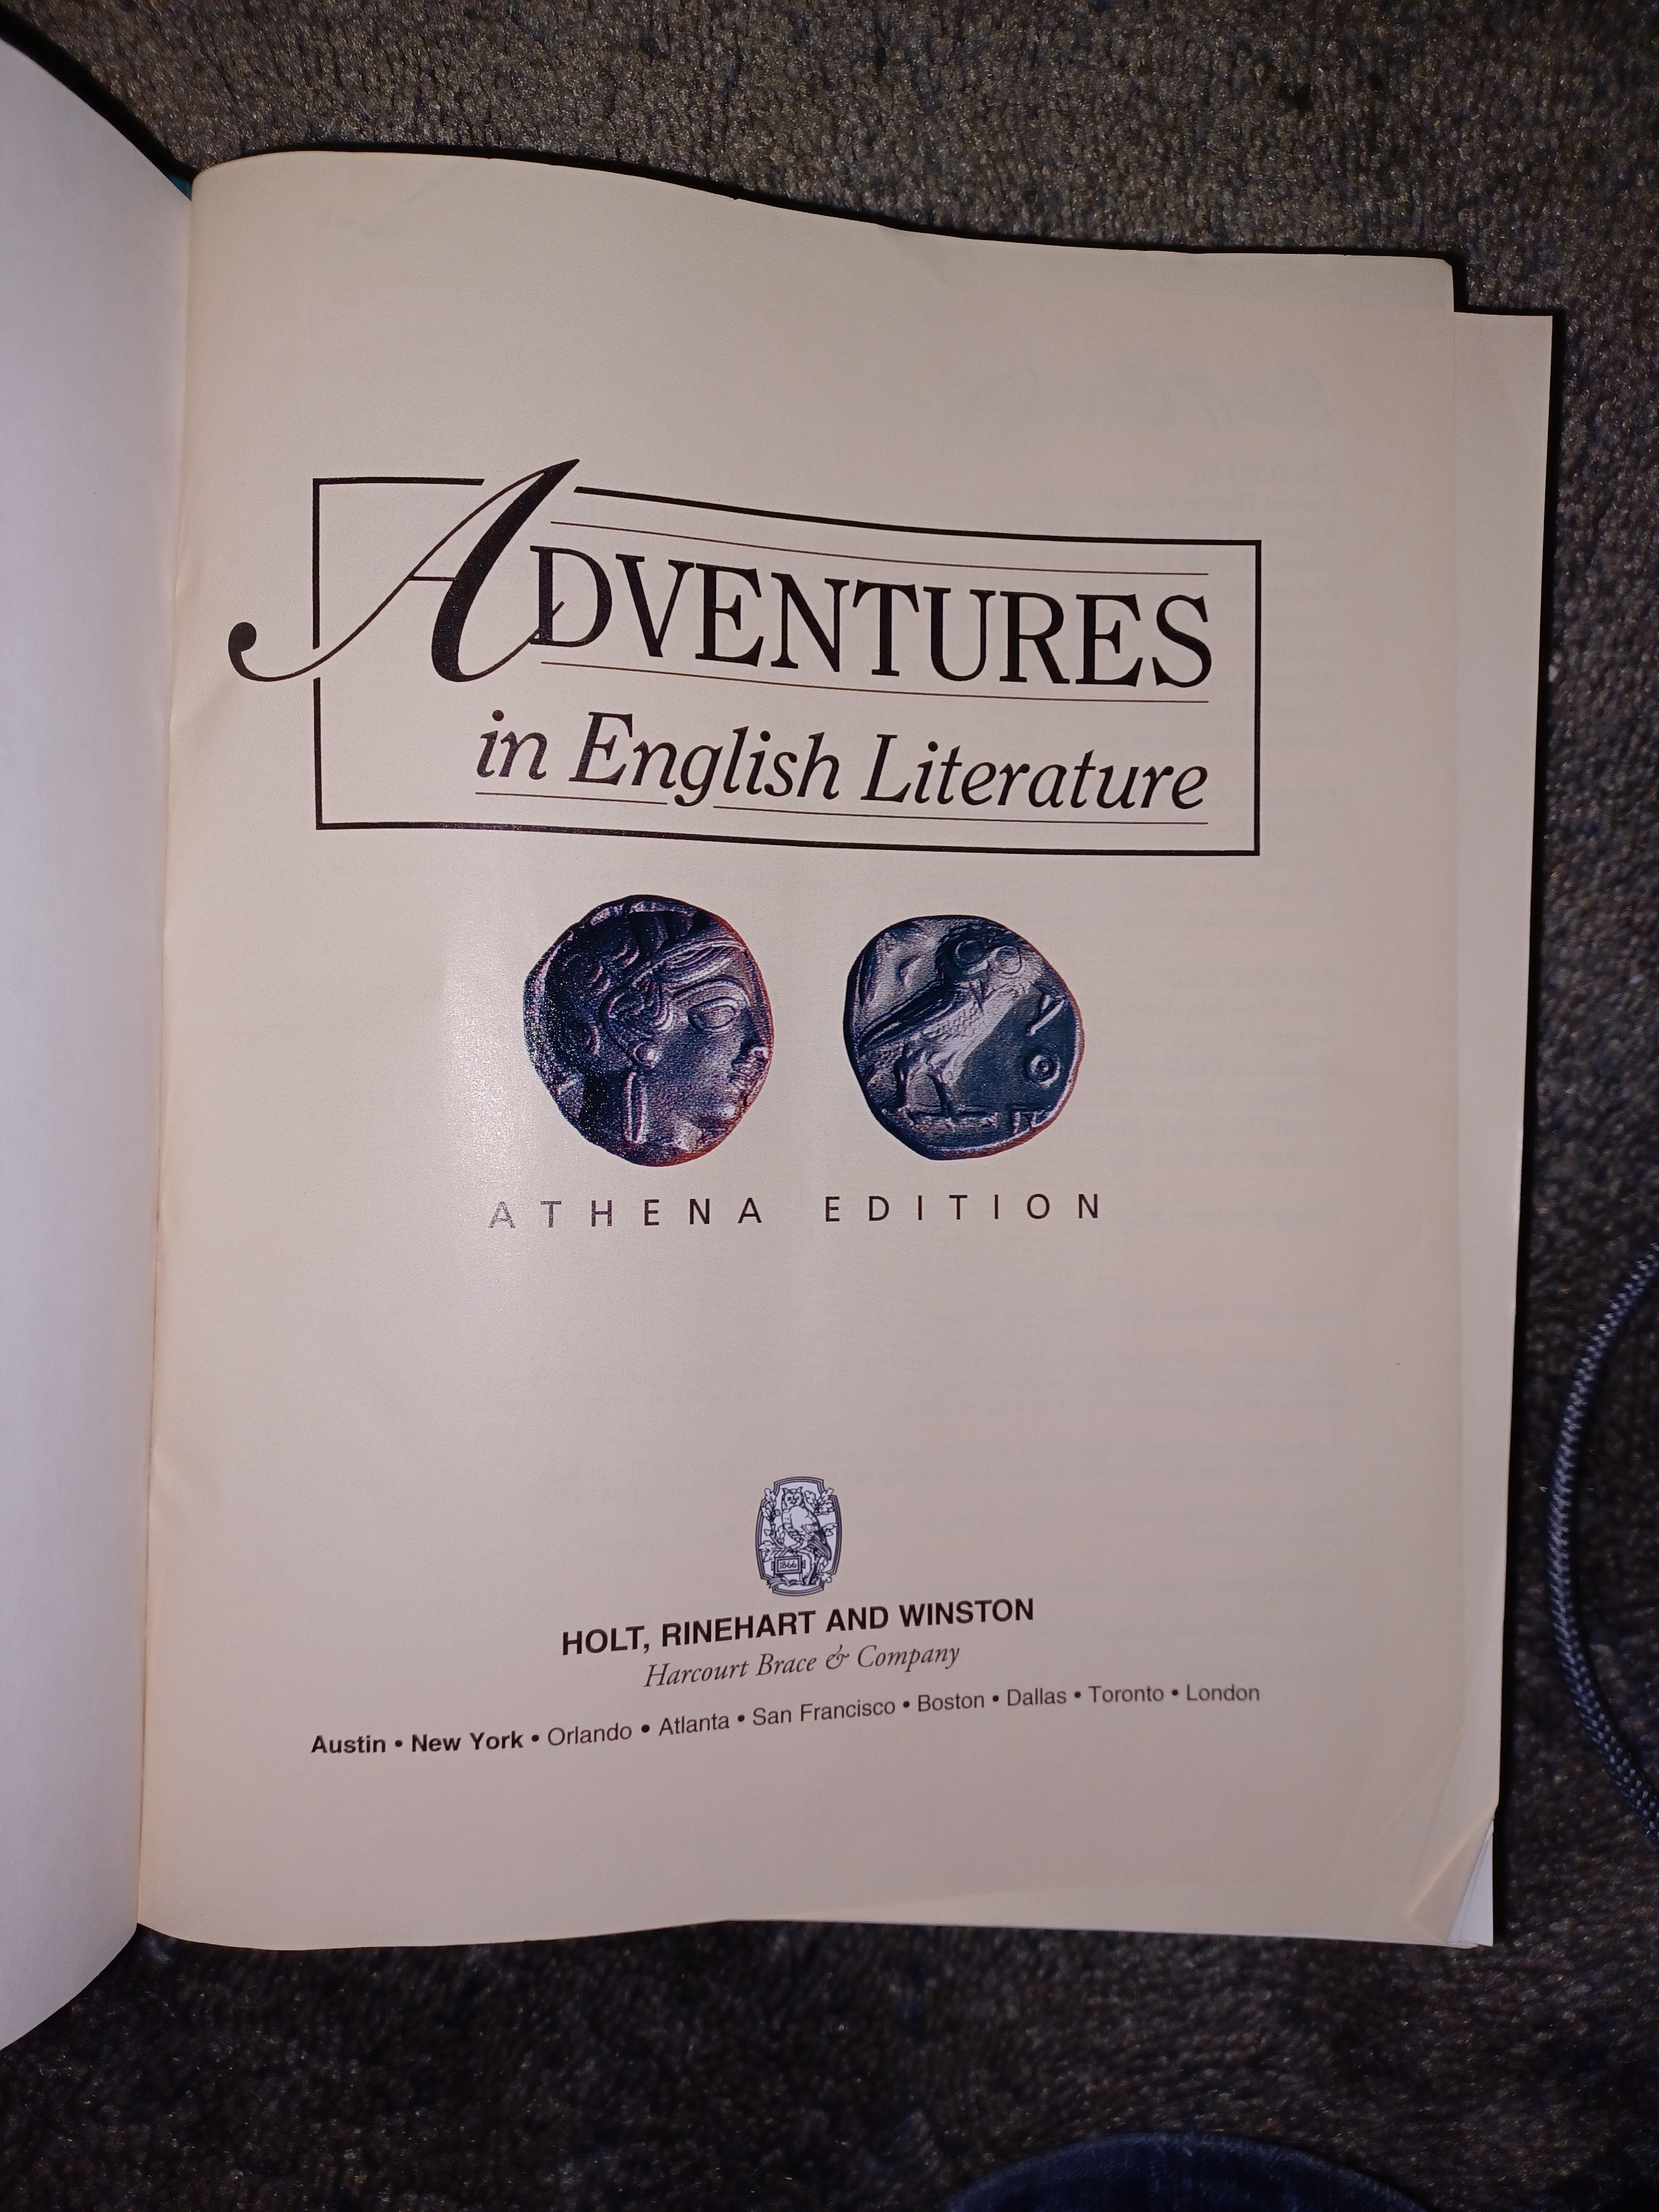 ADVENTURES
in English Literature
ATHENA EDITION
1866
HOLT, RINEHART AND WINSTON
Harcourt Brace & Company
Austin • New York • Orlando • Atlanta • San Francisco • Boston • Dallas • Toronto • London